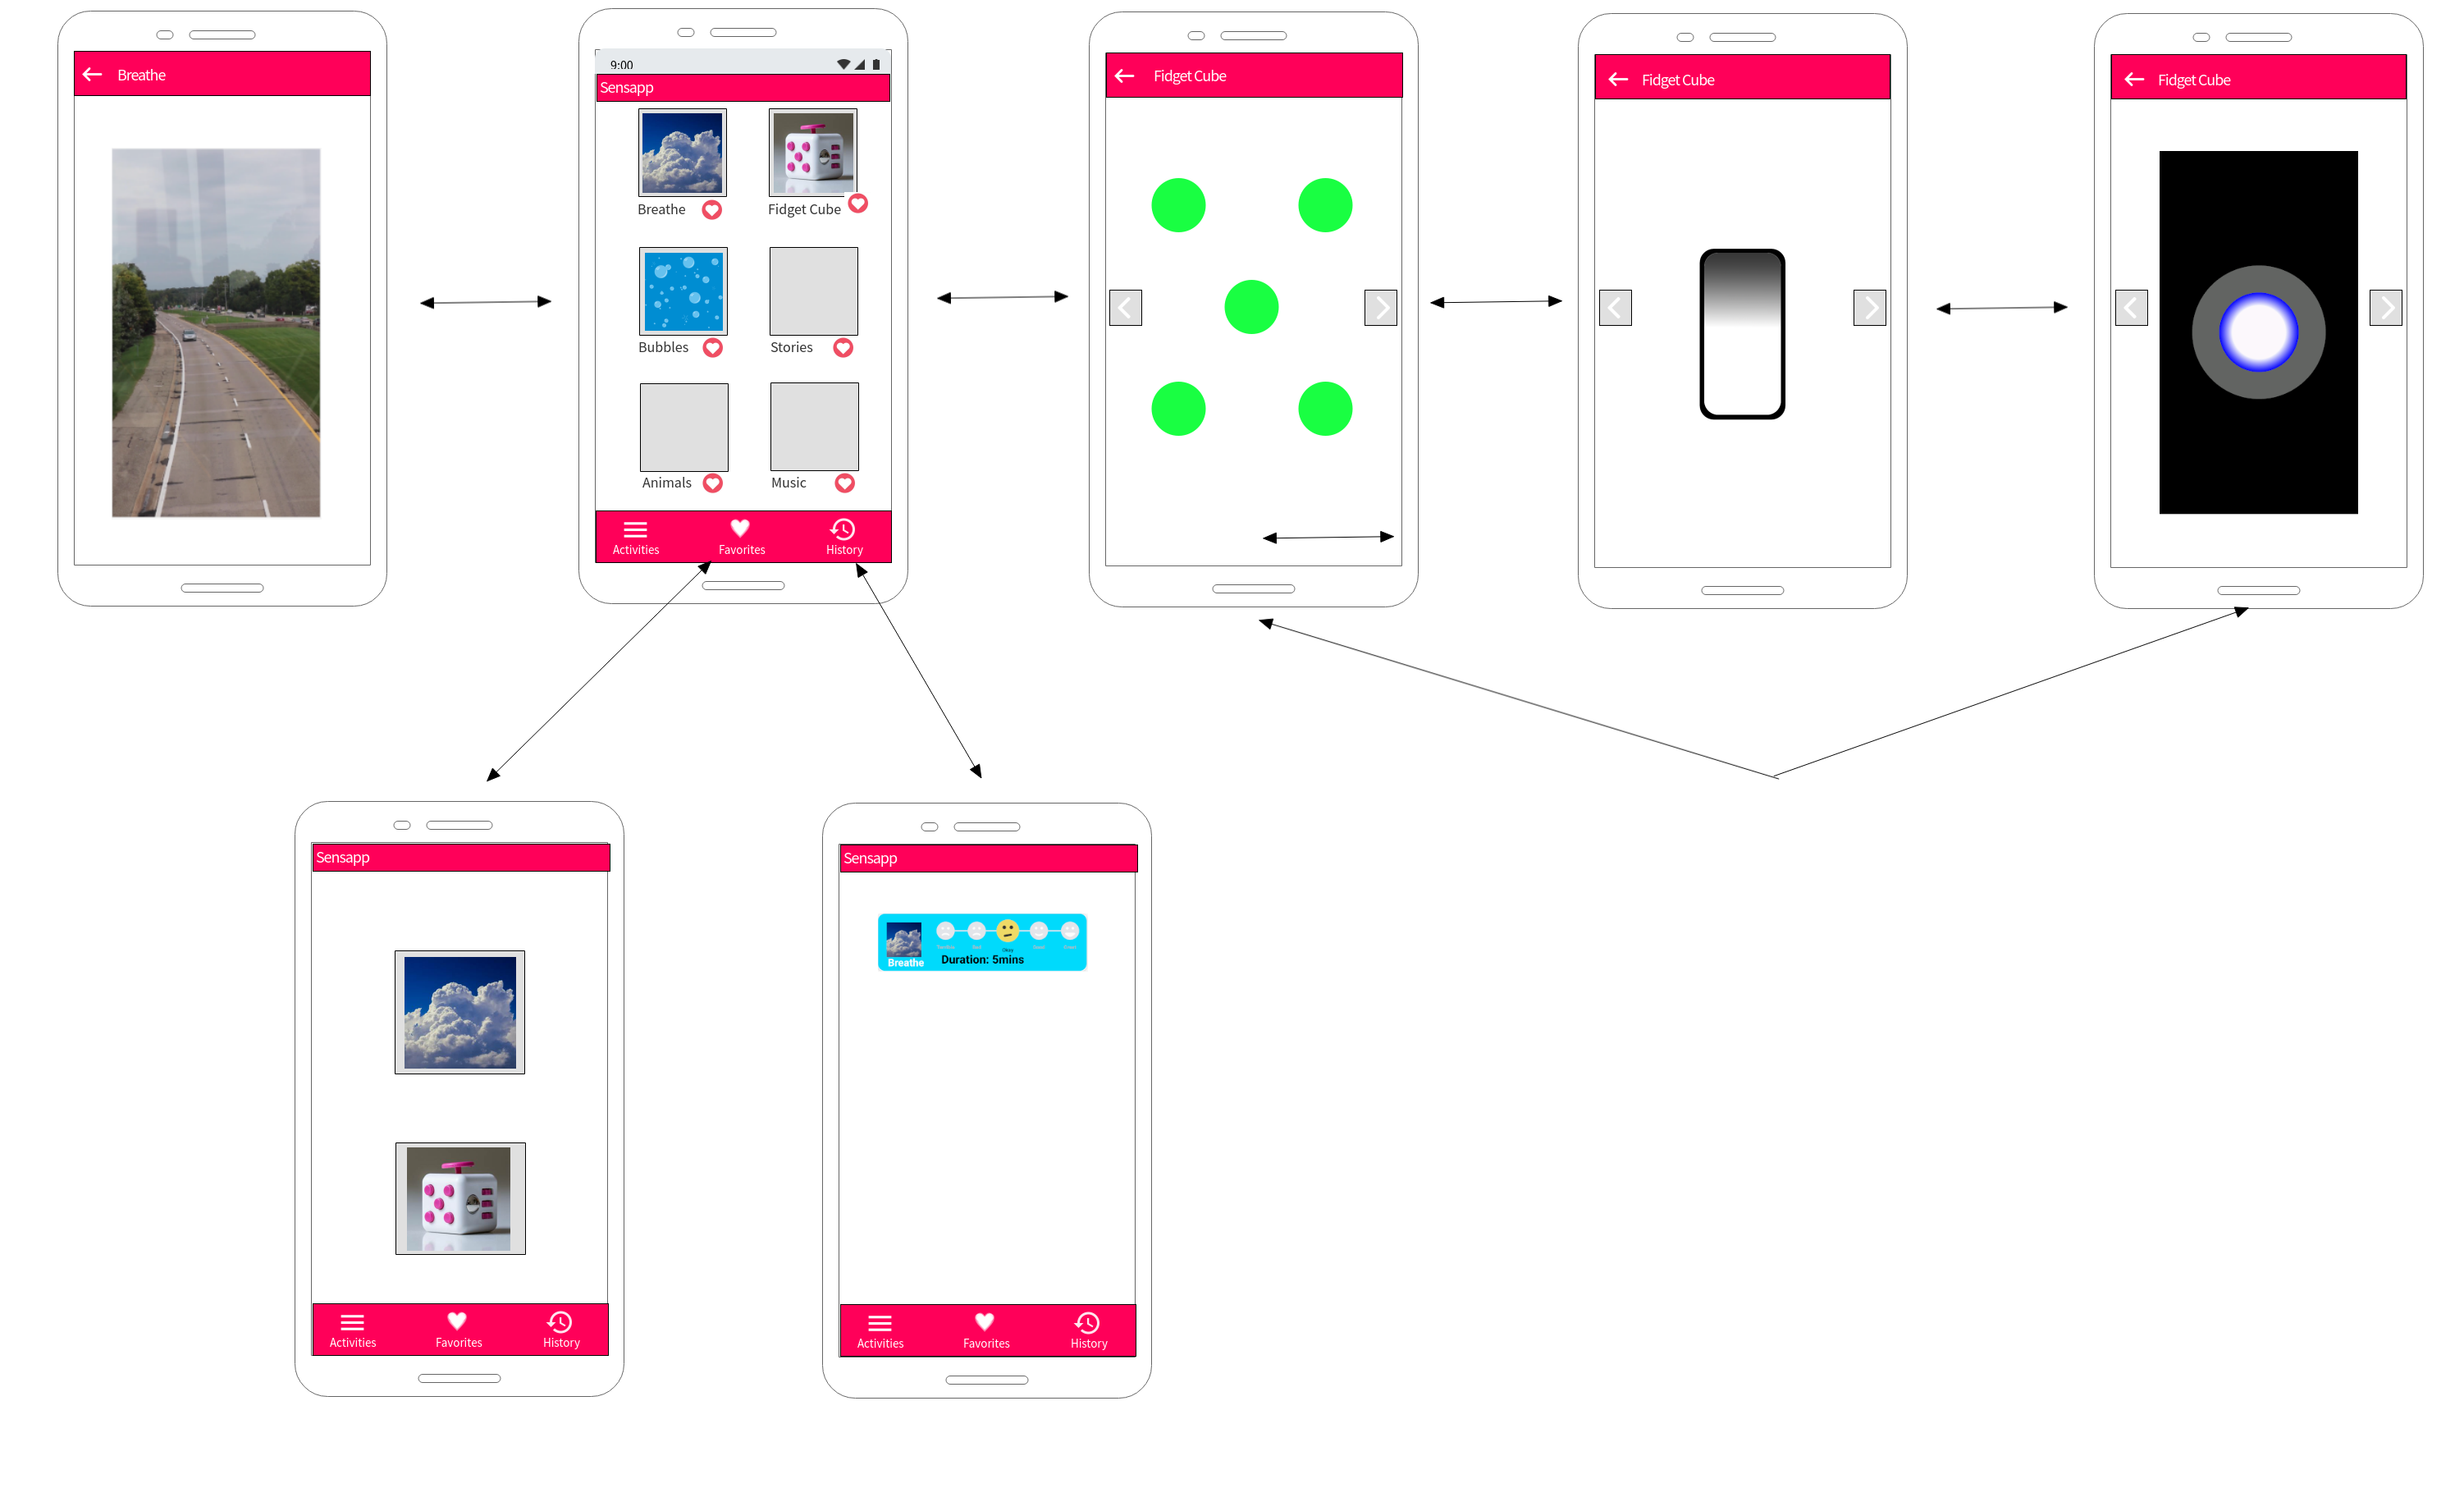 Breathe
9:00
Sensapp
Breathe
Fidget Cube
Bubbles
Stories
Animals
Music
Activities
Favorites
History
Fidget Cube
Fidget Cube
Fidget Cube
Sensapp
Activities
Favorites
History
Sensapp
Okay
Breathe
Duration: 5mins
Activities
Favorites
History